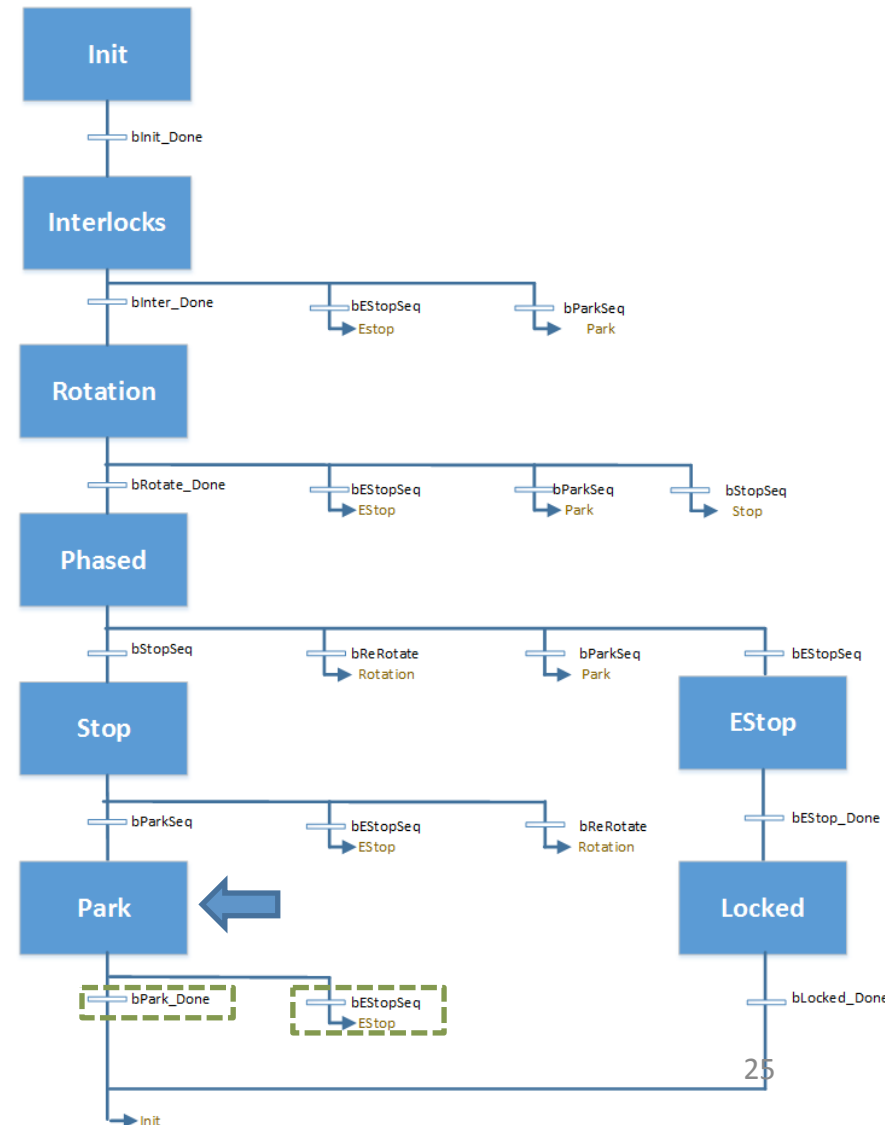 Init
bInit_Done
Interlocks
bInter_Done
bEStopSeq
Estop
bParkSeq
Park
Rotation
bRotate_Done
bEStopSeq
EStop
bParkSeq
Park
bStopSeq
Stop
Phased
bStopSeq
bReRotate
Rotation
bParkSeq
Park
bEStopSeq
Stop
EStop
bParkSeq
bEStopSeq
EStop
bReRotate
Rotation
bEStop_Done
Park
Locked
bPark_Done
bEStopSeq
EStop
bLocked_Done
25
Init